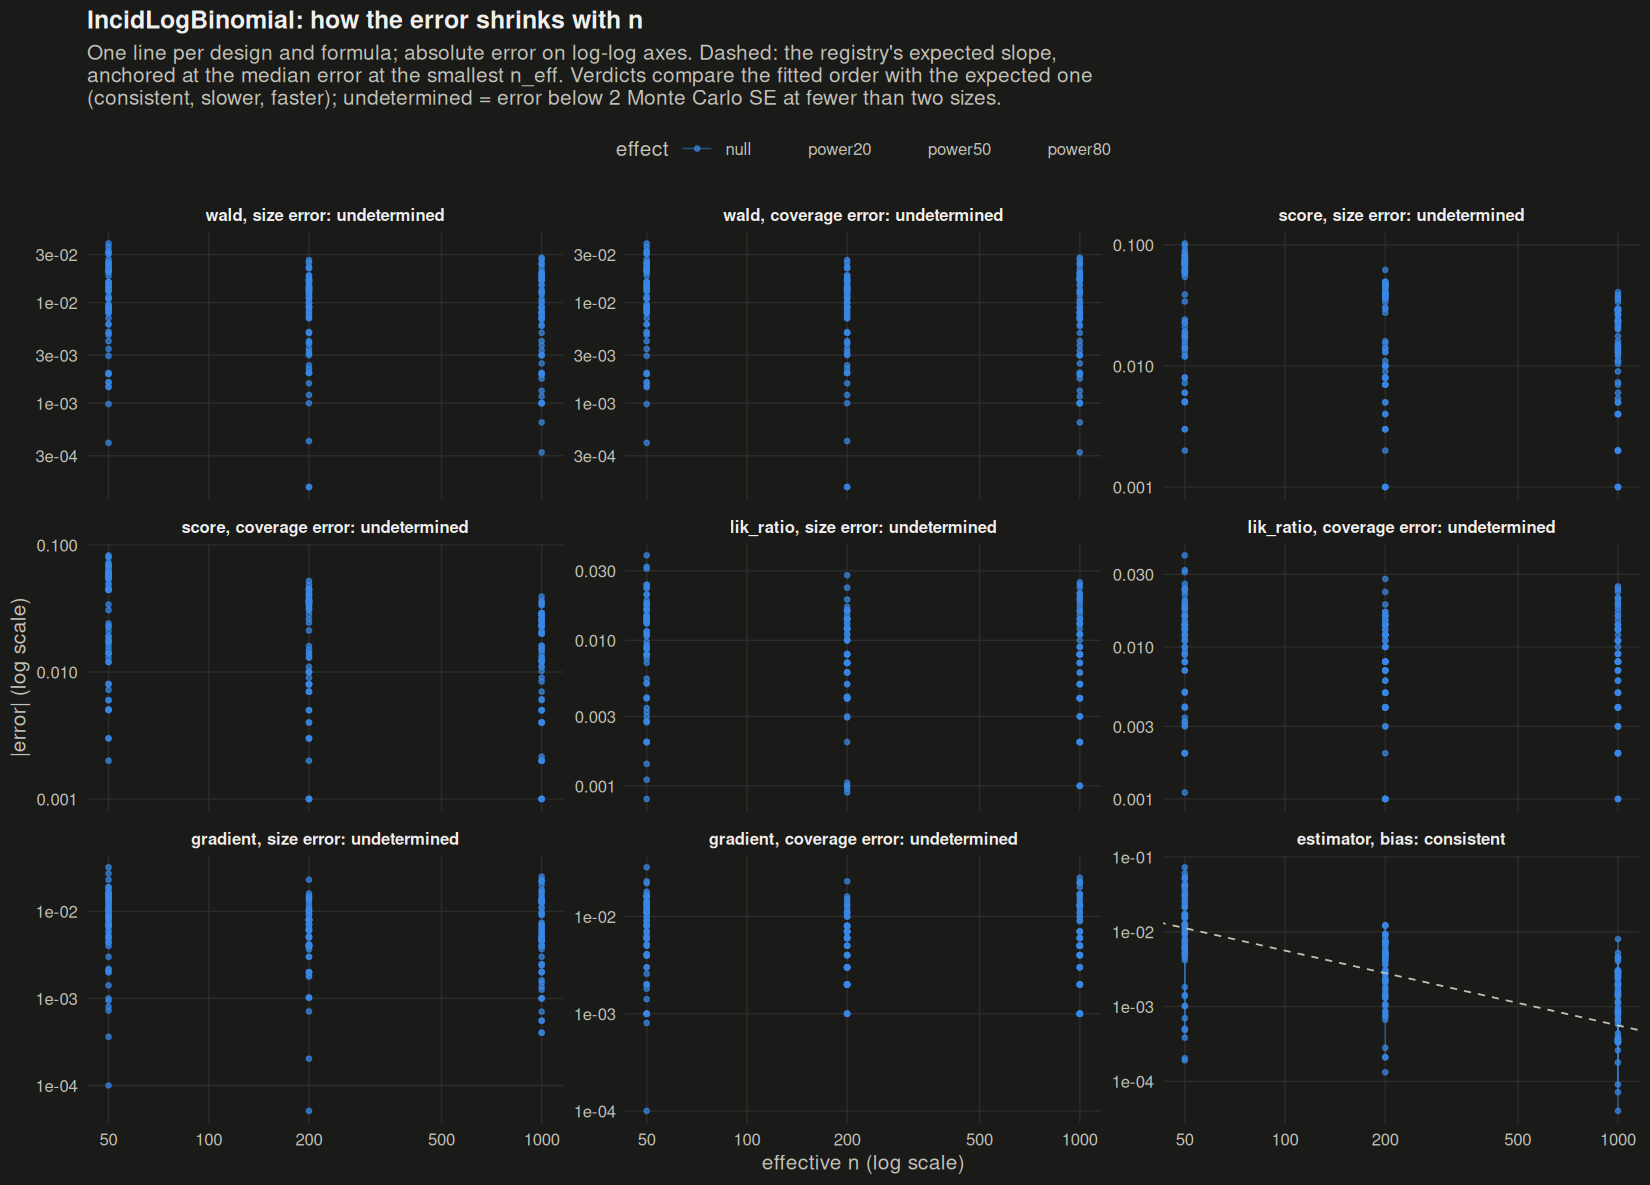 IncidLogBinomial: how the error shrinks with n
One line per design and formula; absolute error on log-log axes. Dashed: the registry's expected slope,
anchored at the median error at the smallest n_eff. Verdicts compare the fitted order with the expected one
(consistent, slower, faster); undetermined = error below 2 Monte Carlo SE at fewer than two sizes.
effect null power20 power50 power80
wald, size error: undetermined
3e-02
1e-02
3e-03
1e-03
3e-04
wald, coverage error: undetermined
3e-02
1e-02
3e-03
1e-03
3e-04
score, size error: undetermined
0.100
0.010
0.001
score, coverage error: undetermined
0.100
0.010
0.001
lik_ratio, size error: undetermined
0.030
0.010
0.003
0.001
lik_ratio, coverage error: undetermined
0.030
0.010
0.003
0.001
gradient, size error: undetermined
1e-02
1e-03
1e-04
50 100 200 500 1000
gradient, coverage error: undetermined
1e-02
1e-03
1e-04
50 100 200 500 1000
estimator, bias: consistent
1e-01
1e-02
1e-03
1e-04
50 100 200 500 1000
|error| (log scale)
effective n (log scale)